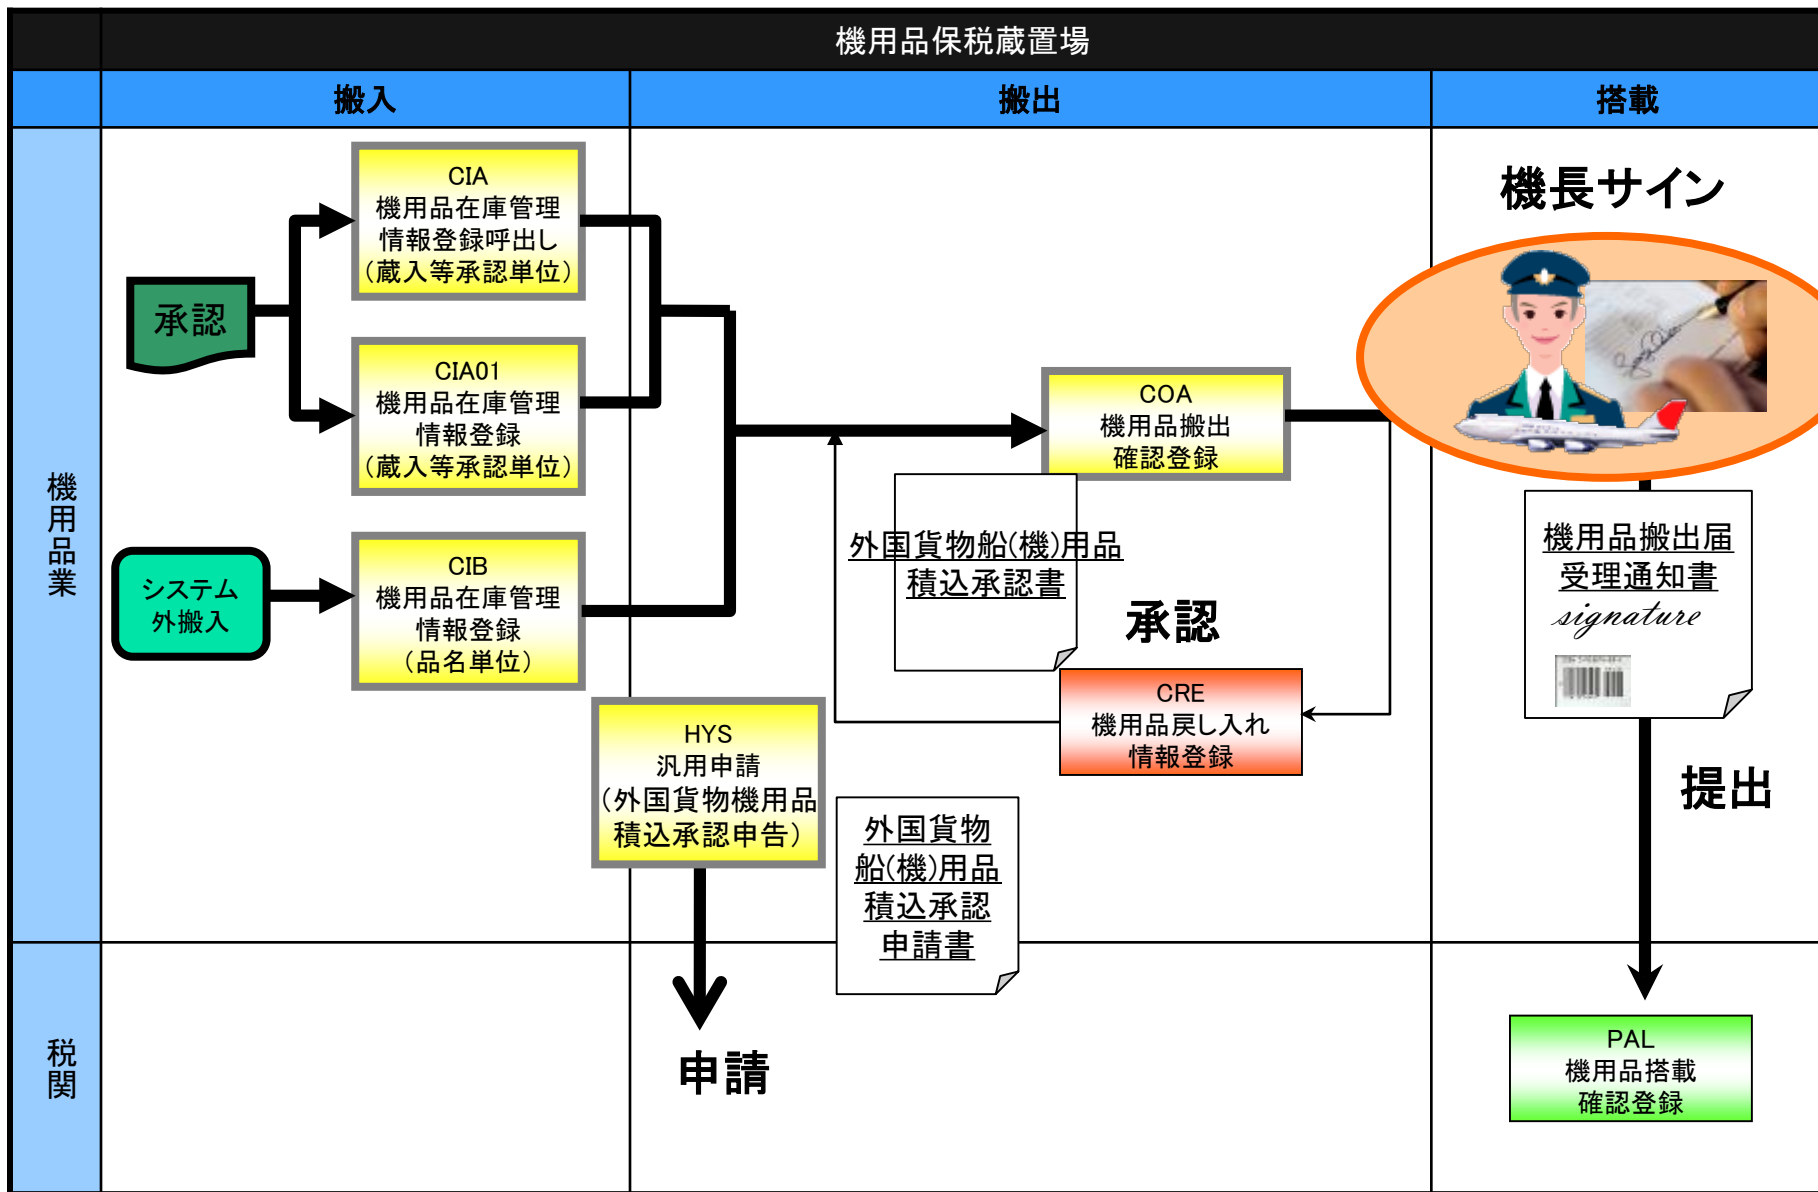 機用品保税蔵置場
搬入
搬出
搭載
機用品業
承認
システム
外搬入
CIA
機用品在庫管理
情報登録呼出し
(蔵入等承認単位)
CIA01
機用品在庫管理
情報登録
(蔵入等承認単位)
CIB
機用品在庫管理
情報登録
(品名単位)
HYS
汎用申請
(外国貨物機用品
積込承認申告)
申請
COA
機用品搬出
確認登録
外国貨物船(機)用品
積込承認書
承認
CRE
機用品戻し入れ
情報登録
外国貨物
船(機)用品
積込承認
申請書
機長サイン
機用品搬出届
受理通知書
signature
提出
税関
PAL
機用品搭載
確認登録